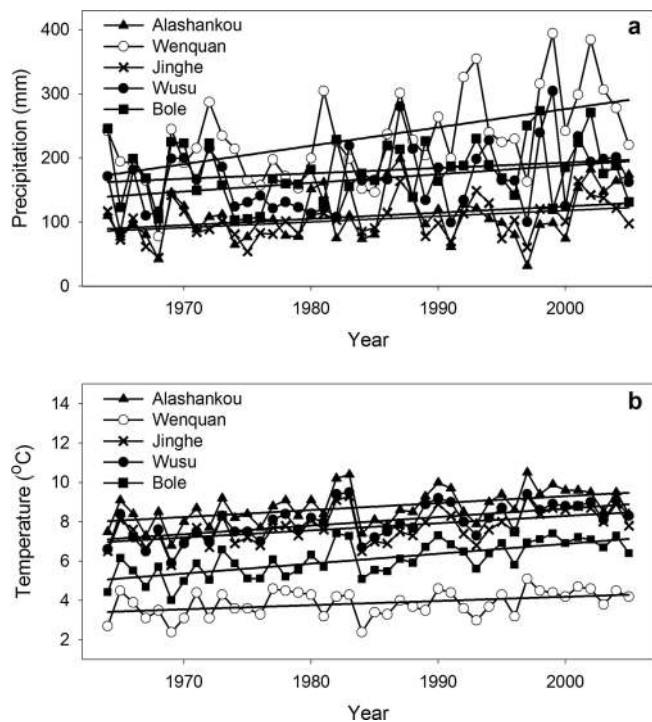 a
Alashankou
Wenquan
Jinghe
Wusu
Bole
Precipitation (mm)
400
300
200
100
0
1970 1980 1990 2000
Year
b
Alashankou
Wenquan
Jinghe
Wusu
Bole
Temperature (°C)
14
12
10
8
6
4
2
1970 1980 1990 2000
Year